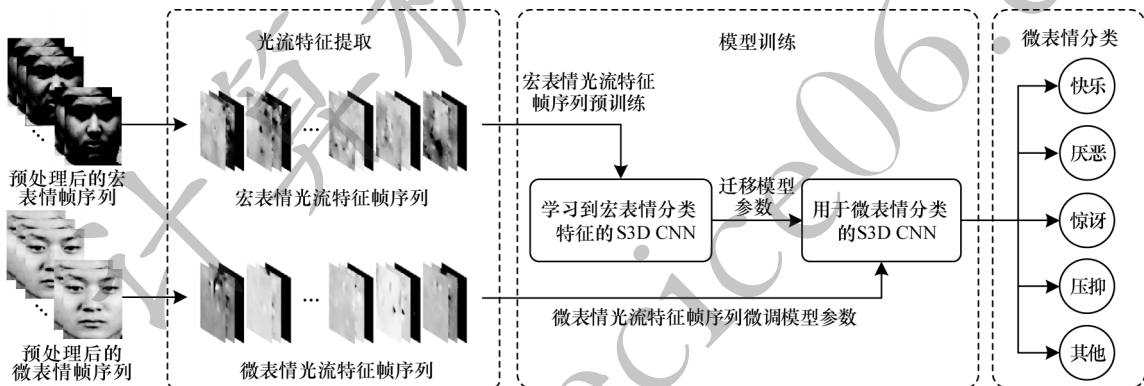 光流特征提取
模型训练
微表情分类
预处理后的宏
表情帧序列
…
宏表情光流特征帧序列
宏表情光流特征
帧序列预训练
学习到宏表情分类
特征的S3D CNN
迁移模型
参数
用于微表情分类
的S3D CNN
快乐
厌恶
惊讶
压抑
其他
预处理后的
微表情帧序列
…
微表情光流特征帧序列
微表情光流特征帧序列微调模型参数